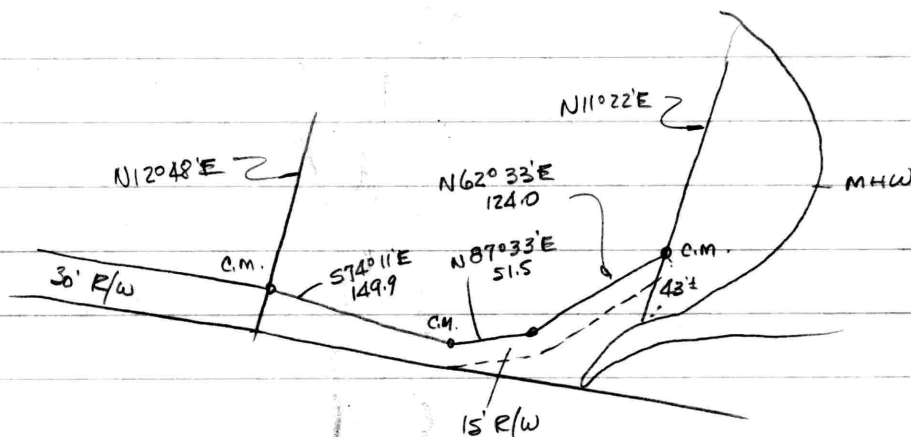 N11°22'E
N12°48'E
N62°33'E
124.0
MHW
C.M.
S74°11'E
149.9
N87°33'E
51.5
C.M.
30' R/W
43'±
C.M.
15' R/W